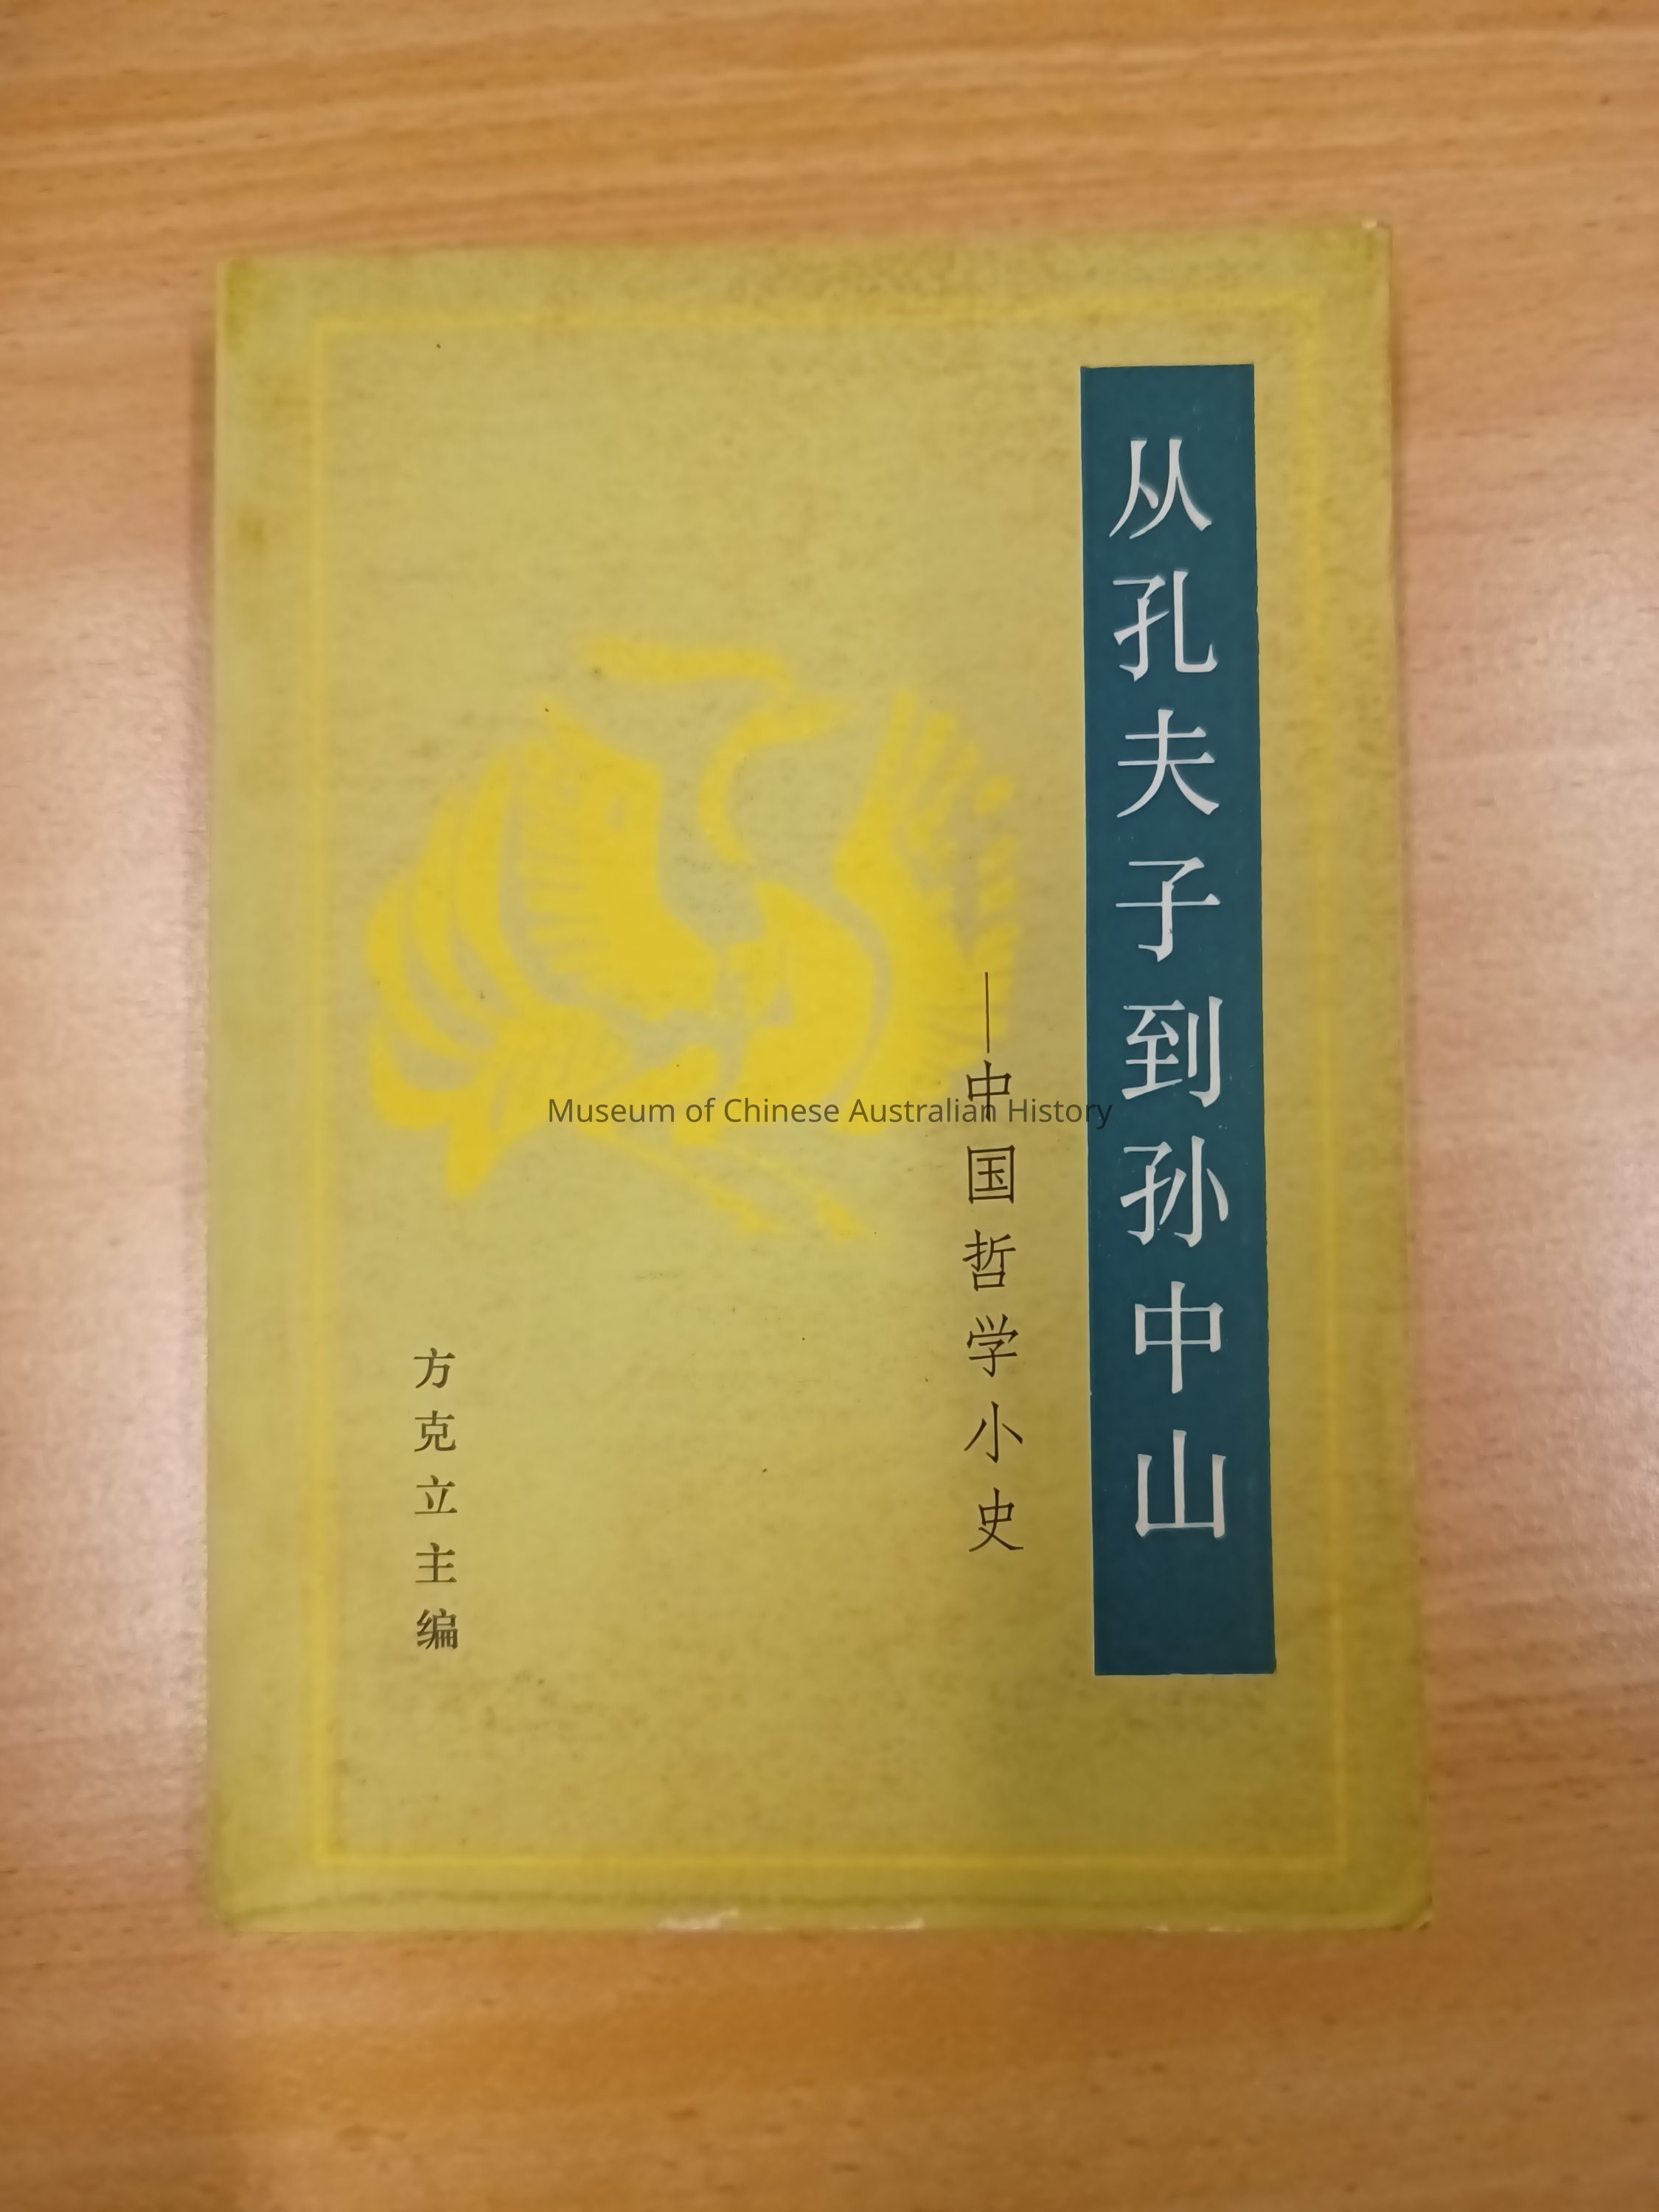 从孔夫子到孙中山
——中国哲学小史
方克立主编
Museum of Chinese Australian History